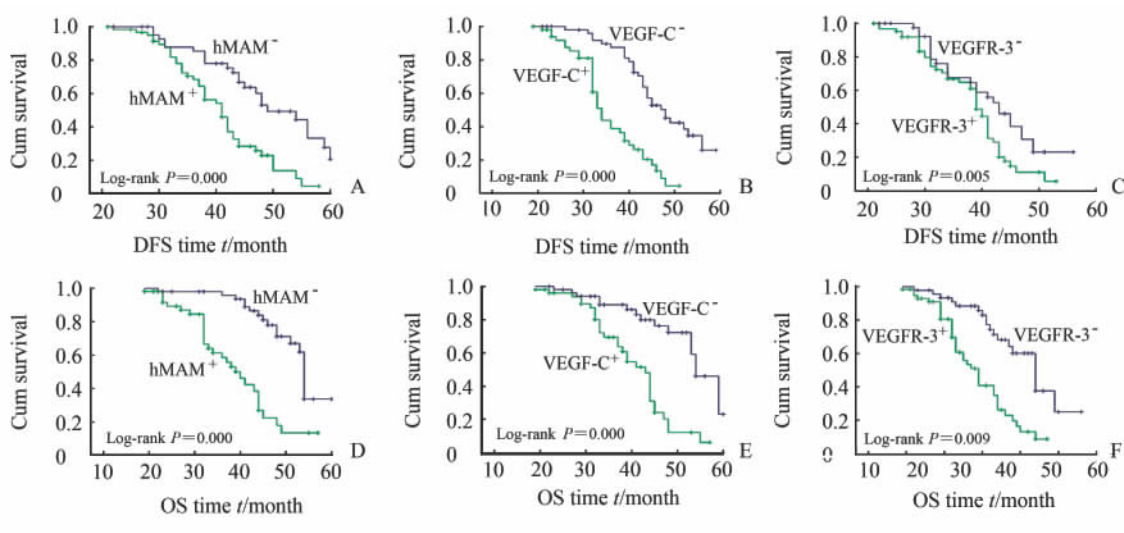 1.0
0.8
0.6
0.4
0.2
0
Cum survival
hMAM-
hMAM+
Log-rank P=0.000
A
20 30 40 50 60
DFS time t/month
1.0
0.8
0.6
0.4
0.2
0
Cum survival
VEGF-C-
VEGF-C+
Log-rank P=0.000
B
10 20 30 40 50 60
DFS time t/month
1.0
0.8
0.6
0.4
0.2
0
Cum survival
VEGFR-3-
VEGFR-3+
Log-rank P=0.005
C
20 30 40 50 60
DFS time t/month
1.0
0.8
0.6
0.4
0.2
0
Cum survival
hMAM-
hMAM+
Log-rank P=0.000
D
10 20 30 40 50 60
OS time t/month
1.0
0.8
0.6
0.4
0.2
0
Cum survival
VEGF-C-
VEGF-C+
Log-rank P=0.000
E
10 20 30 40 50 60
OS time t/month
1.0
0.8
0.6
0.4
0.2
0
Cum survival
VEGFR-3+
VEGFR-3-
Log-rank P=0.009
F
10 20 30 40 50 60
OS time t/month